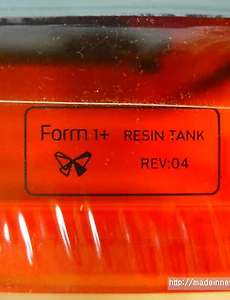 Form 1+ RESIN TANK
REV:04
http://madeinne